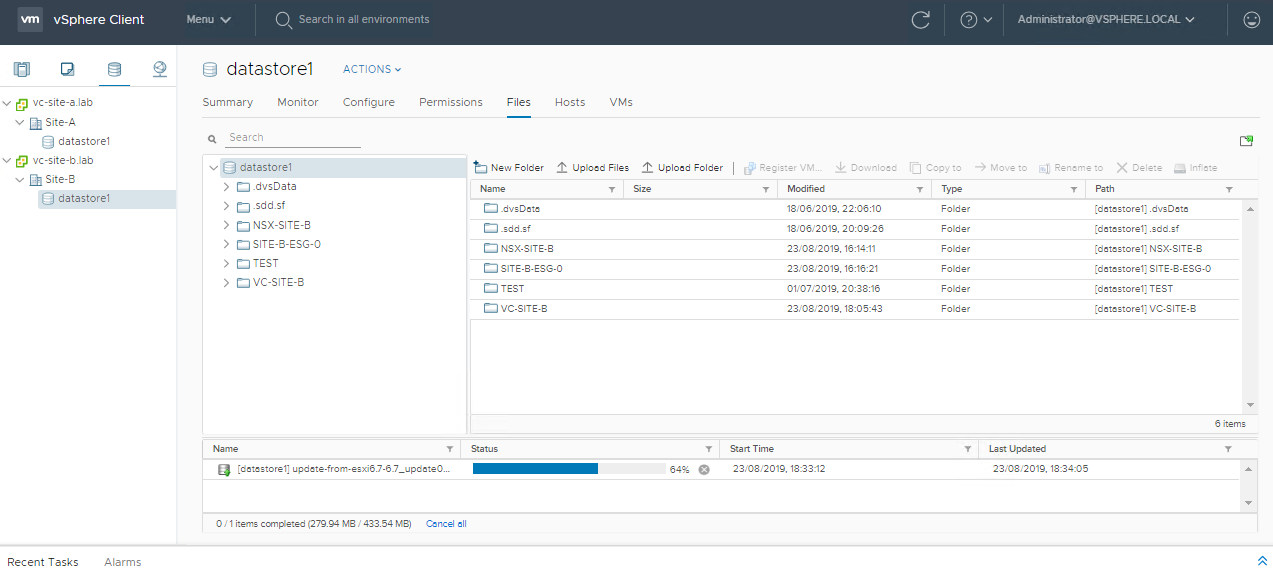 vm vSphere Client Menu Search in all environments Administrator@VSPHERE.LOCAL
vc-site-a.lab
Site-A
datastore1
vc-site-b.lab
Site-B
datastore1
datastore1 ACTIONS
Summary Monitor Configure Permissions Files Hosts VMs
Search
datastore1
.dvsData
.sdd.sf
NSX-SITE-B
SITE-B-ESG-0
TEST
VC-SITE-B
New Folder Upload Files Upload Folder Register VM... Download Copy to Move to Rename to Delete Inflate
Name Size Modified Type Path
.dvsData 18/06/2019, 22:06:10 Folder [datastore1] .dvsData
.sdd.sf 18/06/2019, 20:09:26 Folder [datastore1] .sdd.sf
NSX-SITE-B 23/08/2019, 16:14:11 Folder [datastore1] NSX-SITE-B
SITE-B-ESG-0 23/08/2019, 16:16:21 Folder [datastore1] SITE-B-ESG-0
TEST 01/07/2019, 20:38:16 Folder [datastore1] TEST
VC-SITE-B 23/08/2019, 18:05:43 Folder [datastore1] VC-SITE-B
6 items
Name Status Start Time Last Updated
[datastore1] update-from-esxi6.7-6.7_update0... 64% 23/08/2019, 18:33:12 23/08/2019, 18:34:05
0 / 1 items completed (279.94 MB / 433.54 MB) Cancel all
Recent Tasks Alarms